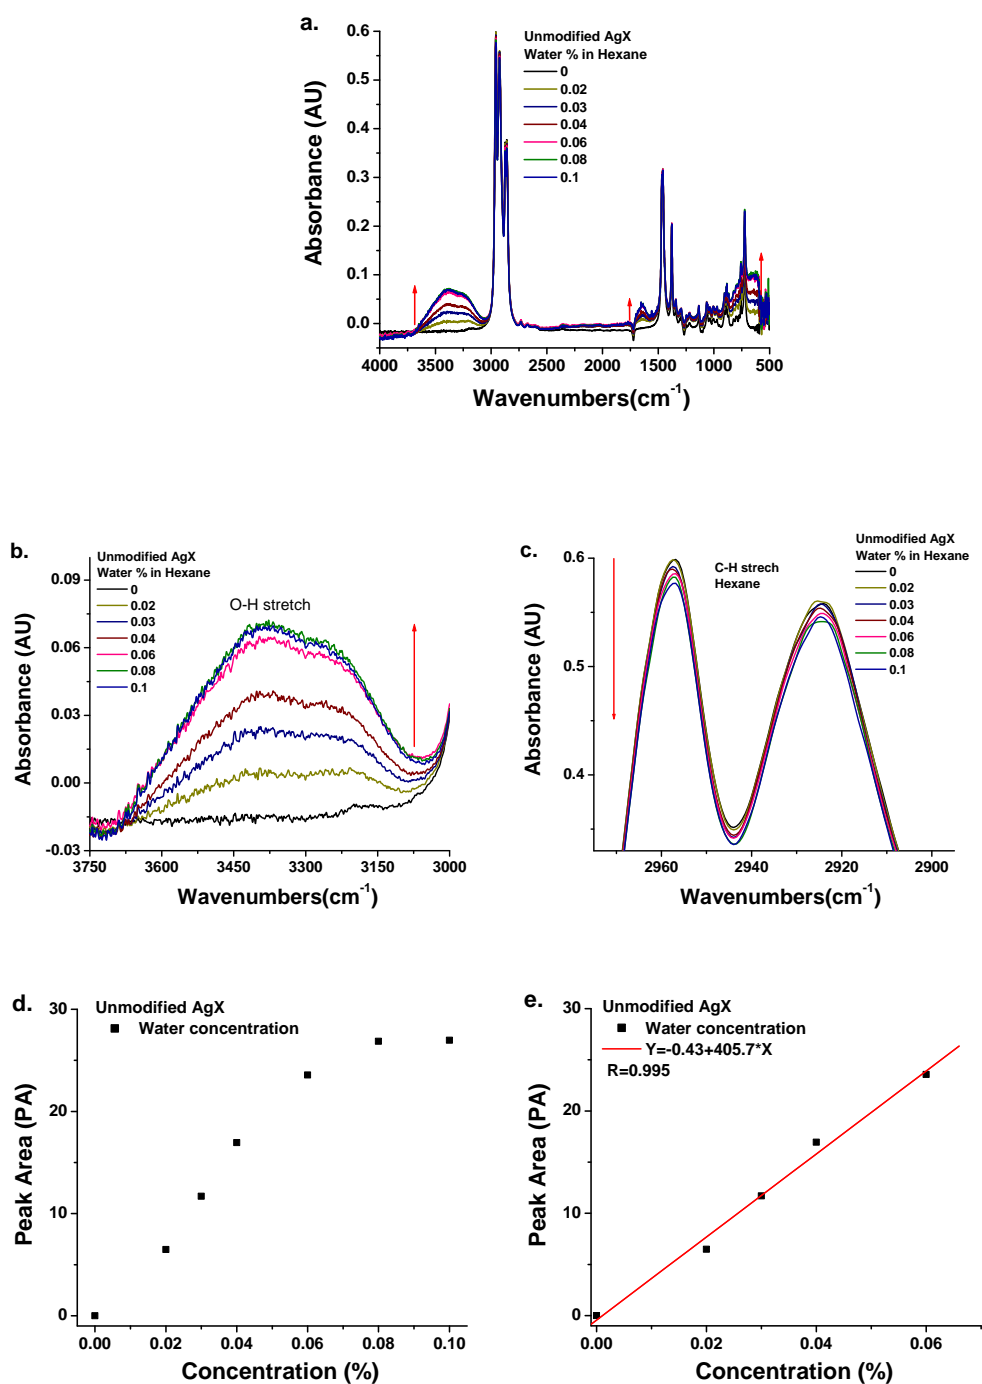 a.
Unmodified AgX
Water % in Hexane
0
0.02
0.03
0.04
0.06
0.08
0.1
0.6
0.5
0.4
0.3
0.2
0.1
0.0
Absorbance (AU)
4000 3500 3000 2500 2000 1500 1000 500
Wavenumbers(cm⁻¹)
b.
Unmodified AgX
Water % in Hexane
0
0.02
0.03
0.04
0.06
0.08
0.1
O-H stretch
0.09
0.06
0.03
0.00
-0.03
Absorbance (AU)
3750 3600 3450 3300 3150 3000
Wavenumbers(cm⁻¹)
c.
C-H strech
Hexane
Unmodified AgX
Water % in Hexane
0
0.02
0.03
0.04
0.06
0.08
0.1
0.6
0.5
0.4
Absorbance (AU)
2960 2940 2920 2900
Wavenumbers(cm⁻¹)
d.
Unmodified AgX
Water concentration
30
20
10
0
Peak Area (PA)
0.00 0.02 0.04 0.06 0.08 0.10
Concentration (%)
e.
Unmodified AgX
Water concentration
Y=-0.43+405.7*X
R=0.995
30
20
10
0
Peak Area (PA)
0.00 0.02 0.04 0.06
Concentration (%)